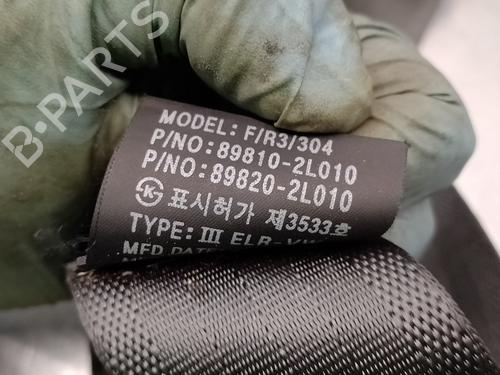 B-PARTS
MODEL: F/R3/304
P/NO: 89810-2L010
P/NO: 89820-2L010
표시허가 제3533호
TYPE: III ELR-
MFD